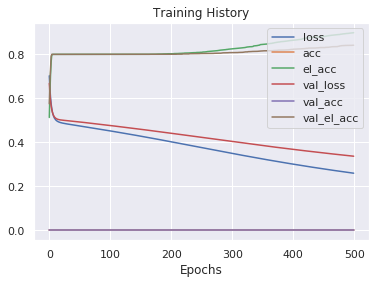 Training History
loss
acc
el_acc
val_loss
val_acc
val_el_acc
0.8
0.6
0.4
0.2
0.0
0 100 200 300 400 500
Epochs